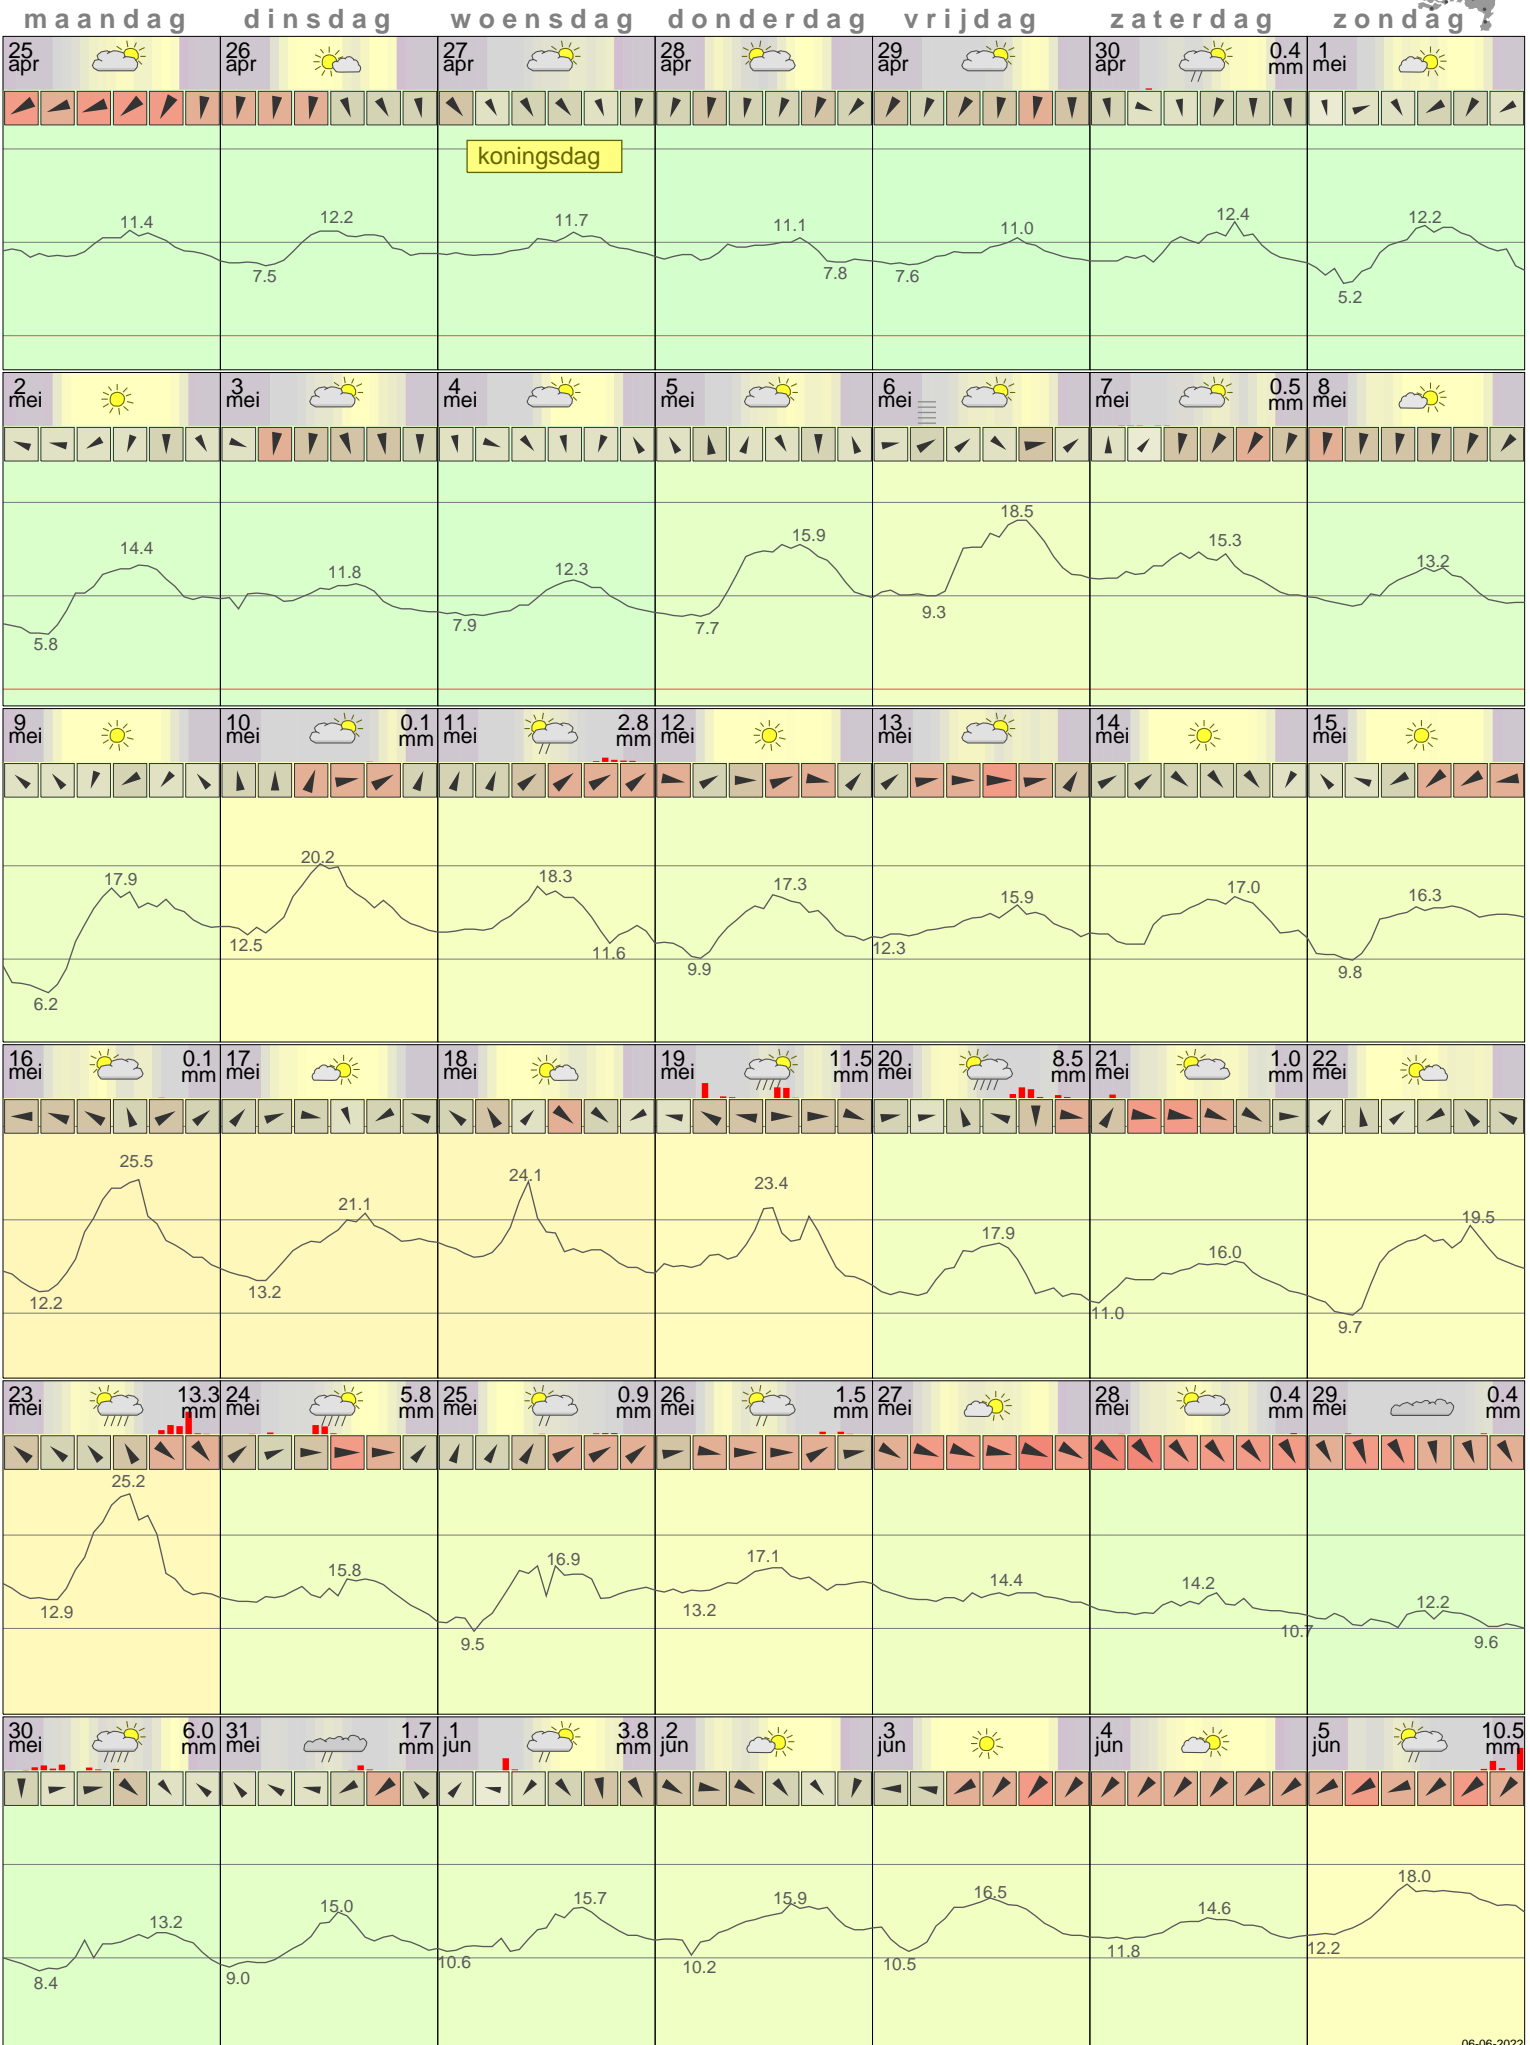 maandag dinsdag woensdag donderdag vrijdag zaterdag zondag
25 26 27 28 29 30 0.4 1
apr apr apr apr apr apr mm mei
koningsdag
11.4 12.2 11.7 11.1 11.0 12.4 12.2
7.5 7.8 7.6 5.2
2 3 4 5 6 7 0.5 8
mei mei mei mei mei mei mm mei
14.4 11.8 12.3 15.9 18.5 15.3 13.2
5.8 7.9 7.7 9.3
9 10 0.1 11 2.8 12 13 14 15
mei mei mm mei mm mei mei mei mei
17.9 20.2 18.3 17.3 15.9 17.0 16.3
6.2 12.5 11.6 9.9 12.3 9.8
16 0.1 17 18 19 11.5 20 8.5 21 1.0 22
mei mm mei mei mei mm mei mm mei mm mei
25.5 21.1 24.1 23.4 17.9 16.0 19.5
12.2 13.2 11.0 9.7
23 13.3 24 5.8 25 0.9 26 1.5 27 28 0.4 29 0.4
mei mm mei mm mei mm mei mm mei mei mm mei mm
25.2 15.8 16.9 17.1 14.4 14.2 12.2
12.9 9.5 13.2 10.7 9.6
30 6.0 31 1.7 1 3.8 2 3 4 5 10.5
mei mm mei mm jun mm jun jun jun jun mm
13.2 15.0 15.7 15.9 16.5 14.6 18.0
8.4 9.0 10.6 10.2 10.5 11.8 12.2
06-06-2022